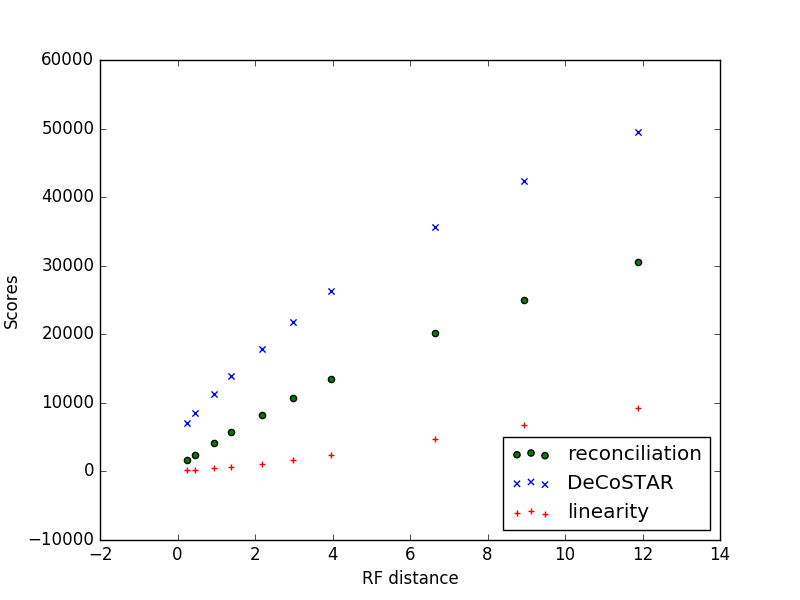 60000
50000
40000
30000
20000
10000
0
−10000
Scores
−2 0 2 4 6 8 10 12 14
RF distance
reconciliation
DeCoSTAR
linearity